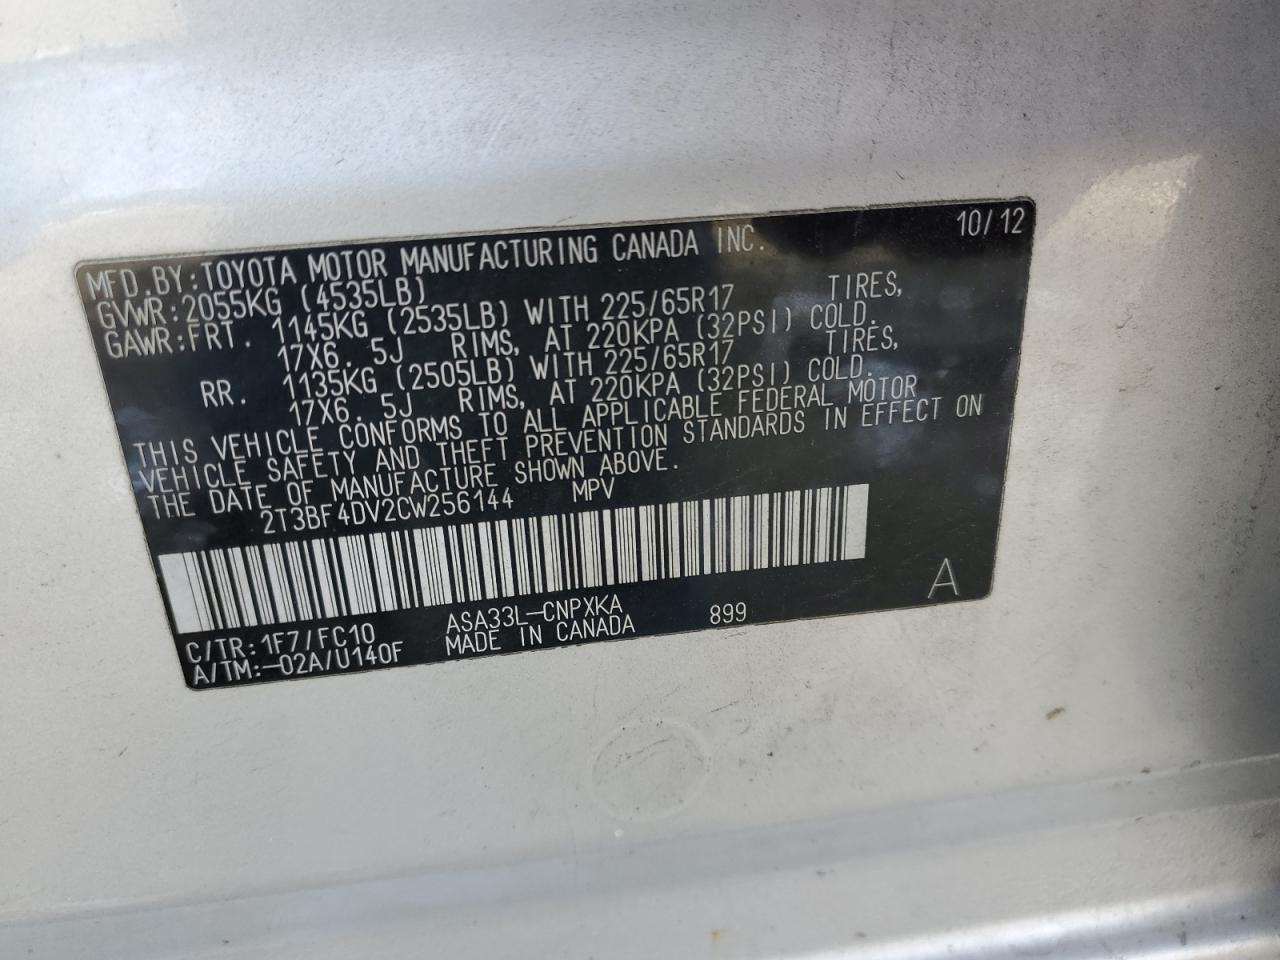 MFD.BY:TOYOTA MOTOR MANUFACTURING CANADA INC. 10/12
GVWR:2055KG (4535LB)
GAWR:FRT. 1145KG (2535LB) WITH 225/65R17 TIRES,
17X6.5J RIMS, AT 220KPA (32PSI) COLD.
RR. 1135KG (2505LB) WITH 225/65R17 TIRES,
17X6.5J RIMS, AT 220KPA (32PSI) COLD.
THIS VEHICLE CONFORMS TO ALL APPLICABLE FEDERAL MOTOR
VEHICLE SAFETY AND THEFT PREVENTION STANDARDS IN EFFECT ON
THE DATE OF MANUFACTURE SHOWN ABOVE.
2T3BF4DV2CW256144 MPV
A
C/TR:1F7/FC10 ASA33L-CNPXKA 899
A/TM:-02A/U140F MADE IN CANADA